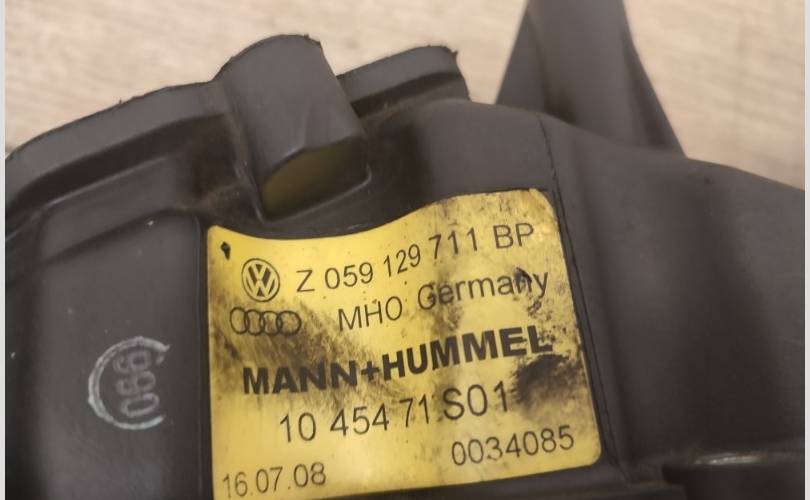 Z 059 129 711 BP
MHO Germany
MANN+HUMMEL
10 454 71 S01
16.07.08 0034085